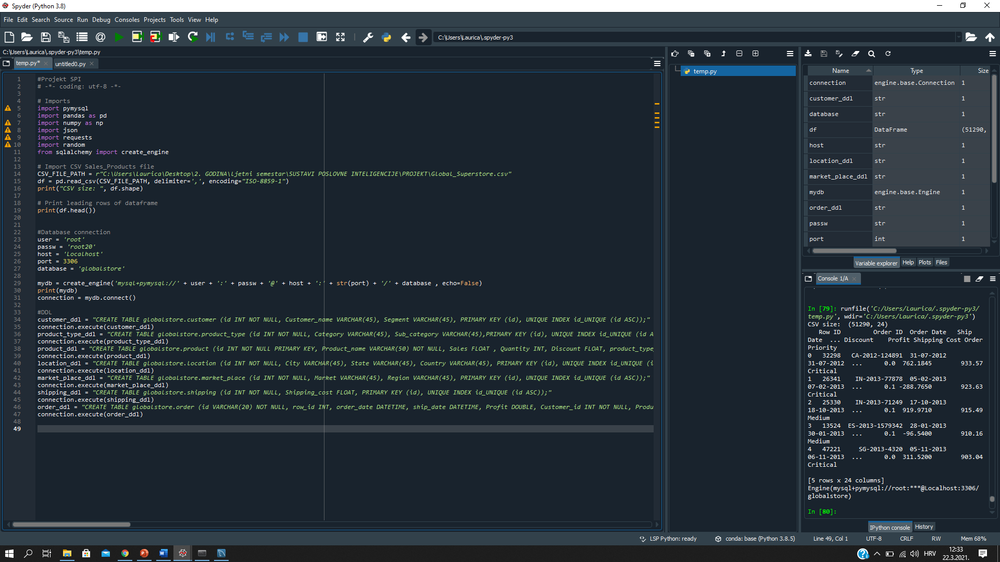 Spyder (Python 3.8)
File Edit Search Source Run Debug Consoles Projects Tools View Help
C:\Users\Laurica\.spyder-py3
C:\Users\Laurica\.spyder-py3\temp.py
temp.py*
untitled0.py
1 #Projekt SPI
2 # -*- coding: utf-8 -*-
3
4 # Imports
5 import pymysql
6 import pandas as pd
7 import numpy as np
8 import json
9 import requests
10 import random
11 from sqlalchemy import create_engine
12
13 # Import CSV Sales_Products file
14 CSV_FILE_PATH = r"C:\Users\Laurica\Desktop\2. GODINA\ljetni semestar\SUSTAVI POSLOVNE INTELIGENCIJE\PROJEKT\Global_Superstore.csv"
15 df = pd.read_csv(CSV_FILE_PATH, delimiter=',', encoding="ISO-8859-1")
16 print("CSV size: ", df.shape)
17
18 # Print leading rows of dataframe
19 print(df.head())
20
21
22 #Database connection
23 user = 'root'
24 passw = 'root20'
25 host = 'Localhost'
26 port = 3306
27 database = 'globalstore'
28
29 mydb = create_engine('mysql+pymysql://' + user + ':' + passw + '@' + host + ':' + str(port) + '/' + database , echo=False)
30 print(mydb)
31 connection = mydb.connect()
32
33 #DDL
34 customer_ddl = "CREATE TABLE globalstore.customer (id INT NOT NULL, Customer_name VARCHAR(45), Segment VARCHAR(45), PRIMARY KEY (id), UNIQUE INDEX id_UNIQUE (id ASC));"
35 connection.execute(customer_ddl)
36 product_type_ddl = "CREATE TABLE globalstore.product_type (id INT NOT NULL, Category VARCHAR(45), Sub_category VARCHAR(45),PRIMARY KEY (id), UNIQUE INDEX id_UNIQUE (id A
37 connection.execute(product_type_ddl)
38 product_ddl = "CREATE TABLE globalstore.product (id INT NOT NULL PRIMARY KEY, Product_name VARCHAR(50) NOT NULL, Sales FLOAT , Quantity INT, Discount FLOAT, product_type_
39 connection.execute(product_ddl)
40 location_ddl = "CREATE TABLE globalstore.location (id INT NOT NULL, City VARCHAR(45), State VARCHAR(45), Country VARCHAR(45), PRIMARY KEY (id), UNIQUE INDEX id_UNIQUE (i
41 connection.execute(location_ddl)
42 market_place_ddl = "CREATE TABLE globalstore.market_place (id INT NOT NULL, Market VARCHAR(45), Region VARCHAR(45), PRIMARY KEY (id), UNIQUE INDEX id_UNIQUE (id ASC));"
43 connection.execute(market_place_ddl)
44 shipping_ddl = "CREATE TABLE globalstore.shipping (id INT NOT NULL, Shipping_cost FLOAT, PRIMARY KEY (id), UNIQUE INDEX id_UNIQUE (id ASC));"
45 connection.execute(shipping_ddl)
46 order_ddl = "CREATE TABLE globalstore.order (id VARCHAR(20) NOT NULL, row_id INT, order_date DATETIME, ship_date DATETIME, Profit DOUBLE, Customer_id INT NOT NULL, Produ
47 connection.execute(order_ddl)
48
49
temp.py
Name Type Size
connection engine.base.Connection 1
customer_ddl str 1
database str 1
df DataFrame (51290,
host str 1
location_ddl str 1
market_place_ddl str 1
mydb engine.base.Engine 1
order_ddl str 1
passw str 1
port int 1
Variable explorer Help Plots Files
Console 1/A
In [79]: runfile('C:/Users/Laurica/.spyder-py3/
temp.py', wdir='C:/Users/Laurica/.spyder-py3')
CSV size: (51290, 24)
Row ID Order ID Order Date Ship
Date ... Discount Profit Shipping Cost Order
Priority
0 32298 CA-2012-124891 31-07-2012
31-07-2012 ... 0.0 762.1845 933.57
Critical
1 26341 IN-2013-77878 05-02-2013
07-02-2013 ... 0.1 -288.7650 923.63
Critical
2 25330 IN-2013-71249 17-10-2013
18-10-2013 ... 0.1 919.9710 915.49
Medium
3 13524 ES-2013-1579342 28-01-2013
30-01-2013 ... 0.1 -96.5400 910.16
Medium
4 47221 SG-2013-4320 05-11-2013
06-11-2013 ... 0.0 311.5200 903.04
Critical
[5 rows x 24 columns]
Engine(mysql+pymysql://root:***@Localhost:3306/
globalstore)
In [80]:
IPython console History
LSP Python: ready conda: base (Python 3.8.5) Line 49, Col 1 UTF-8 CRLF RW Mem 68%
HRV
12:33
22.3.2021.